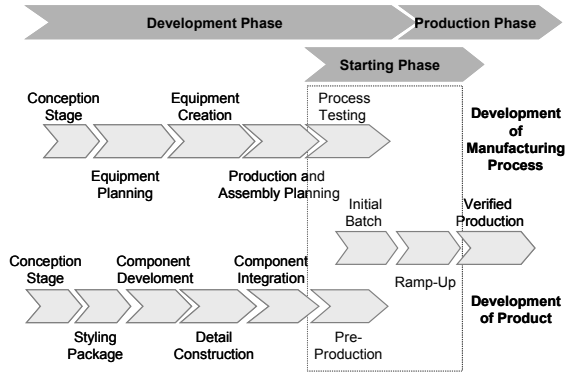 Development Phase
Production Phase
Starting Phase
Conception
Stage
Equipment
Creation
Process
Testing
Development
of
Manufacturing
Process
Equipment
Planning
Production and
Assembly Planning
Initial
Batch
Verified
Production
Ramp-Up
Conception
Stage
Component
Develoment
Component
Integration
Development
of Product
Styling
Package
Detail
Construction
Pre-
Production